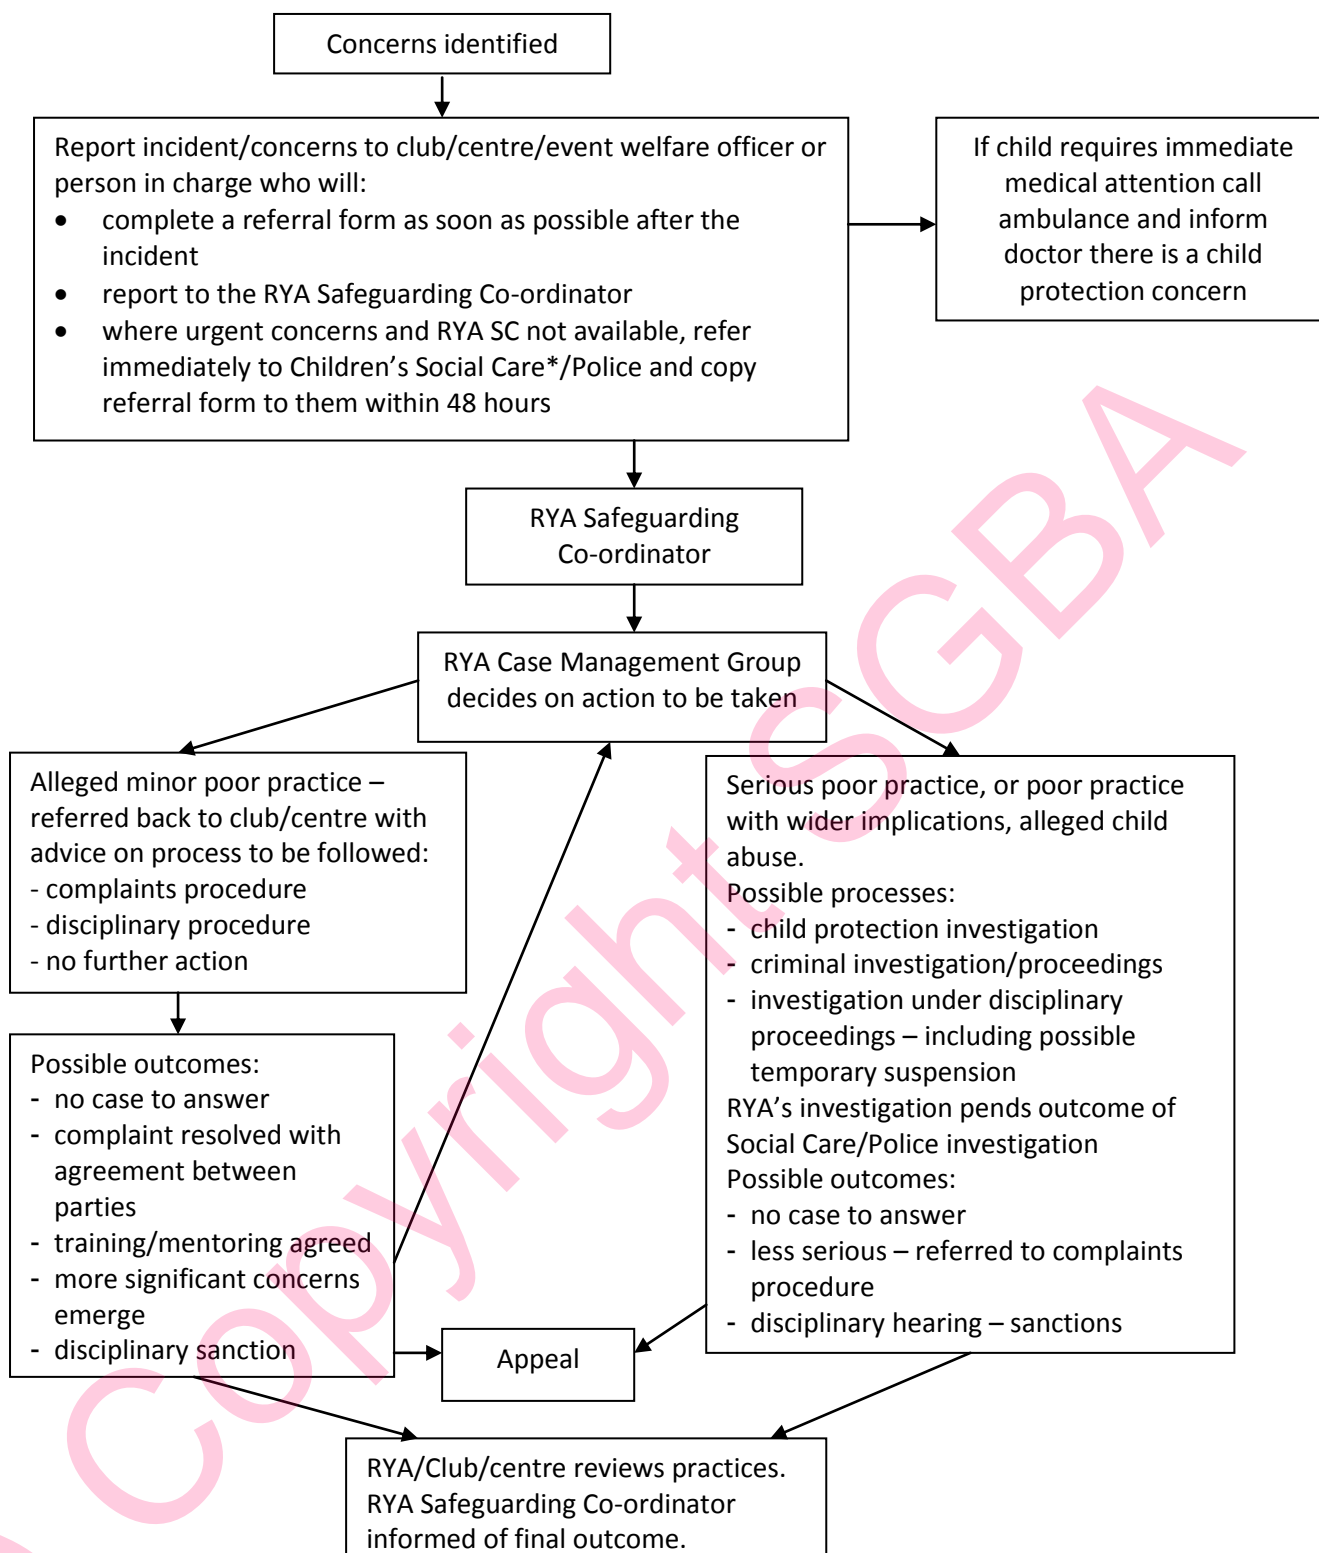 Concerns identified
Report incident/concerns to club/centre/event welfare officer or
person in charge who will:
• complete a referral form as soon as possible after the
incident
• report to the RYA Safeguarding Co-ordinator
• where urgent concerns and RYA SC not available, refer
immediately to Children’s Social Care*/Police and copy
referral form to them within 48 hours
If child requires immediate
medical attention call
ambulance and inform
doctor there is a child
protection concern
RYA Safeguarding
Co-ordinator
RYA Case Management Group
decides on action to be taken
Alleged minor poor practice –
referred back to club/centre with
advice on process to be followed:
- complaints procedure
- disciplinary procedure
- no further action
Serious poor practice, or poor practice
with wider implications, alleged child
abuse.
Possible processes:
- child protection investigation
- criminal investigation/proceedings
- investigation under disciplinary
proceedings – including possible
temporary suspension
RYA’s investigation pends outcome of
Social Care/Police investigation
Possible outcomes:
- no case to answer
- less serious – referred to complaints
procedure
- disciplinary hearing – sanctions
Possible outcomes:
- no case to answer
- complaint resolved with
agreement between
parties
- training/mentoring agreed
- more significant concerns
emerge
- disciplinary sanction
Appeal
RYA/Club/centre reviews practices.
RYA Safeguarding Co-ordinator
informed of final outcome.
Copyright SGBA